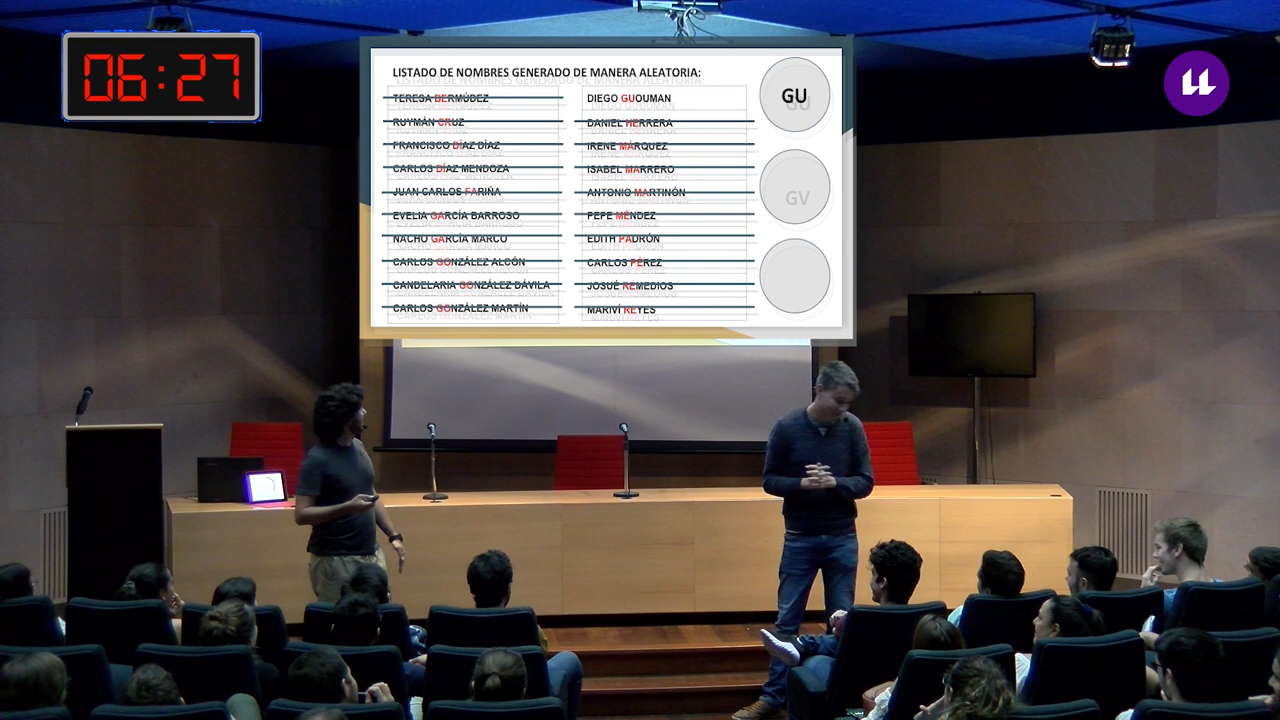 06:27
LISTADO DE NOMBRES GENERADO DE MANERA ALEATORIA:
TERESA BERMÚDEZ
RUYMÁN CRUZ
FRANCISCO DÍAZ DÍAZ
CARLOS DÍAZ MENDOZA
JUAN CARLOS FARIÑA
EVELIA GARCÍA BARROSO
NACHO GARCÍA MARCO
CARLOS GONZÁLEZ ALCÓN
CANDELARIA GONZÁLEZ DÁVILA
CARLOS GONZÁLEZ MARTÍN
DIEGO GUOUMAN
DANIEL HERRERA
IRENE MÁRQUEZ
ISABEL MARRERO
ANTONIO MARTINÓN
PEPE MÉNDEZ
EDITH PADRÓN
CARLOS PÉREZ
JOSUÉ REMEDIOS
MARIVÍ REYES
GU
GV